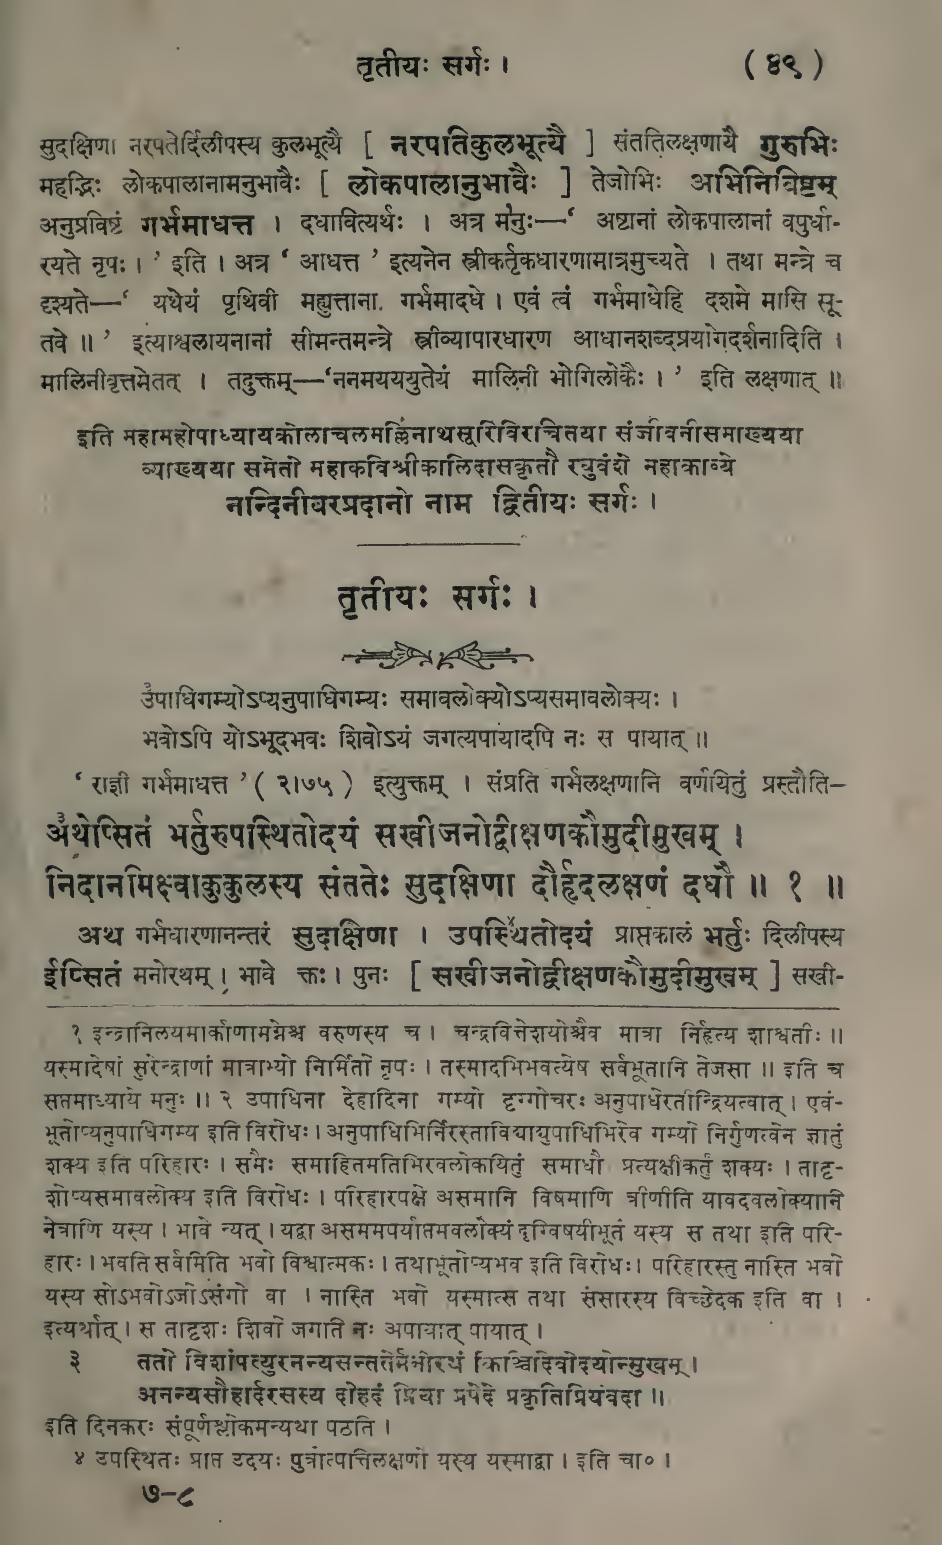 तृतीयः सर्गः । ( ४९ )
सुदक्षिणा नरपतेर्दिलीपस्य कुलभूत्यै [ नरपतिकुलभूत्यै ] संततिलक्षणायै गुरुभिः
महद्भिः लोकपालानामनुभावैः [ लोकपालानुभावैः ] तेजोभिः अभिनिविष्टम्
अनुप्रविष्टं गर्भमाधत्त । दधावित्यर्थः । अत्र मनुः—‘ अष्टानां लोकपालानां वपुर्धा-
रयते नृपः । ’ इति । अत्र ‘ आधत्त ’ इत्यनेन स्त्रीकर्तृकधारणामात्रमुच्यते । तथा मन्त्रे च
दृश्यते—‘ यथेयं पृथिवी मह्युत्ताना. गर्भमादधे । एवं त्वं गर्भमाधेहि दशमे मासि सू-
तवे ॥ ’ इत्याश्वलायनानां सीमन्तमन्त्रे स्त्रीव्यापारधारण आधानशब्दप्रयोगदर्शनादिति ।
मालिनीवृत्तमेतत् । तदुक्तम्—‘ननमयययुतेयं मालिनी भोगिलोकैः । ’ इति लक्षणात् ॥
इति महामहोपाध्यायकोलाचलमल्लिनाथसूरिविरचितया संजीवनीसमाख्यया
व्याख्यया समेतो महाकविश्रीकालिदासकृतौ रघुवंशे महाकाव्ये
नन्दिनीवरप्रदानो नाम द्वितीयः सर्गः ।
तृतीयः सर्गः ।
उपाधिगम्योऽप्यनुपाधिगम्यः समावलोक्योऽप्यसमावलोक्यः ।
भवोऽपि योऽभूदभवः शिवोऽयं जगत्यपायादपि नः स पायात् ॥
‘ राज्ञी गर्भमाधत्त ’ ( २।७५ ) इत्युक्तम् । संप्रति गर्भलक्षणानि वर्णयितुं प्रस्तौति—
अथेप्सितं भर्तुरुपस्थितोदयं सखीजनोद्वीक्षणकौमुदीमुखम् ।
निदानमिक्ष्वाकुकुलस्य संततेः सुदक्षिणा दौर्हृदलक्षणं दधौ ॥ १ ॥
अथ गर्भधारणानन्तरं सुदक्षिणा । उपस्थितोदयं प्राप्तकालं भर्तुः दिलीपस्य
ईप्सितं मनोरथम् । भावे क्तः । पुनः [ सखीजनोद्वीक्षणकौमुदीमुखम् ] सखी-
१ इन्द्रानिलयमार्काणामग्नेश्च वरुणस्य च । चन्द्रवित्तेशयोश्चैव मात्रा निर्हृत्य शाश्वतीः ॥
यस्मादेषां सुरेन्द्राणां मात्राभ्यो निर्मितो नृपः । तस्मादभिभवत्येष सर्वभूतानि तेजसा ॥ इति च
सप्तमाध्याये मनुः ॥ २ उपाधिना देहादिना गम्यो दृग्गोचरः अनुपाधेरतीन्द्रियत्वात् । एवं-
भूतोप्यनुपाधिगम्य इति विरोधः । अनुपाधिभिर्निरस्ताविद्याद्युपाधिभिरेव गम्यो निर्गुणत्वेन ज्ञातुं
शक्य इति परिहारः । समैः समाहितमतिभिरवलोकयितुं समाधौ प्रत्यक्षीकर्तुं शक्यः । तादृ-
शोप्यसमावलोक्य इति विरोधः । परिहारपक्षे असमानि विषमाणि त्रीणीति यावदवलोक्यानि
नेत्राणि यस्य । भावे न्यत् । यद्वा असममपर्याप्तमवलोक्यं दृग्विषयीभूतं यस्य स तथा इति परि-
हारः । भवति सर्वमिति भवो विश्वात्मकः । तथाभूतोप्यभव इति विरोधः। परिहारस्तु नास्ति भवो
यस्य सोऽभवोऽजोऽसंगो वा । नास्ति भवो यस्मात्स तथा संसारस्य विच्छेदक इति वा ।
इत्यर्थात् । स तादृशः शिवो जगति नः अपायात् पायात् ।
३ ततो विशांपत्युरनन्यसन्ततेर्मनोरथं किञ्चिदिवोदयोन्मुखम् ।
अनन्यसौहार्दरसस्य दोहदं प्रिया प्रपेदे प्रकृतिप्रियंवदा ॥
इति दिनकरः संपूर्णश्लोकमन्यथा पठति ।
४ उपस्थितः प्राप्त उदयः पुत्रोत्पत्तिलक्षणो यस्य यस्माद्वा । इति चा० ।
७-८